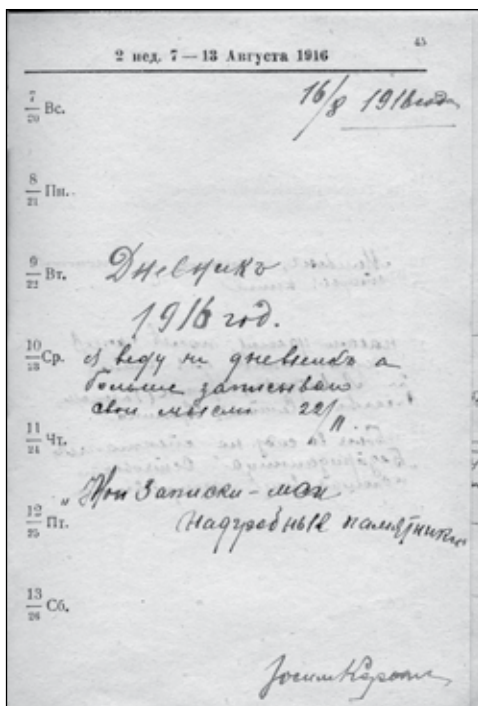 45
2 нед. 7 — 13 Августа 1916
7/20 Вс.
16/8 1916 года
8/21 Пн.
9/22 Вт.
Дневникъ
1916 год.
10/23 Ср.
я веду не дневникъ а
больше записываю
свои мысли 22/II.
11/24 Чт.
„Мои записки – мои
12/25 Пт.
надгробные памятники
13/26 Сб.